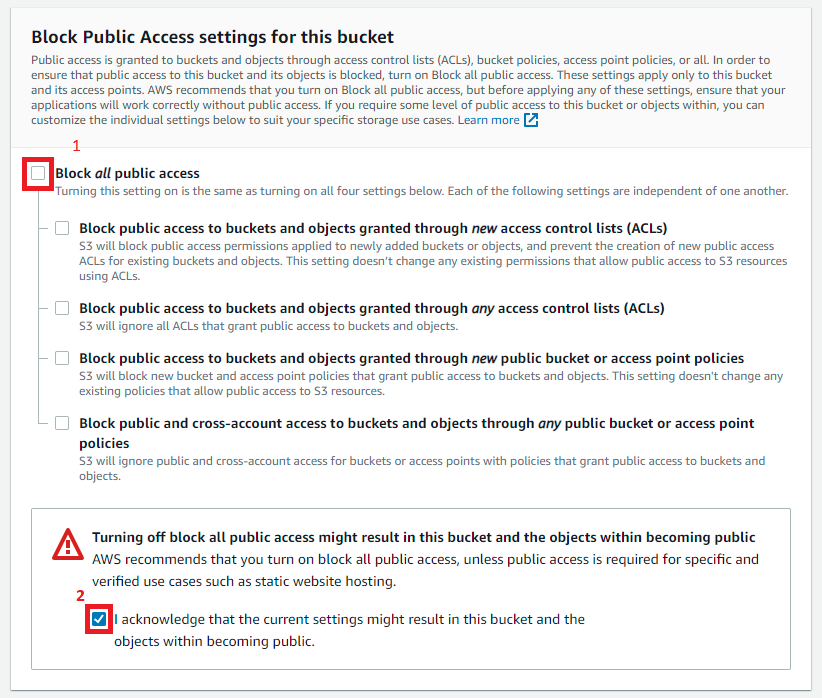 Block Public Access settings for this bucket
Public access is granted to buckets and objects through access control lists (ACLs), bucket policies, access point policies, or all. In order to
ensure that public access to this bucket and its objects is blocked, turn on Block all public access. These settings apply only to this bucket
and its access points. AWS recommends that you turn on Block all public access, but before applying any of these settings, ensure that your
applications will work correctly without public access. If you require some level of public access to this bucket or objects within, you can
customize the individual settings below to suit your specific storage use cases. Learn more
1
Block all public access
Turning this setting on is the same as turning on all four settings below. Each of the following settings are independent of one another.
Block public access to buckets and objects granted through new access control lists (ACLs)
S3 will block public access permissions applied to newly added buckets or objects, and prevent the creation of new public access
ACLs for existing buckets and objects. This setting doesn't change any existing permissions that allow public access to S3 resources
using ACLs.
Block public access to buckets and objects granted through any access control lists (ACLs)
S3 will ignore all ACLs that grant public access to buckets and objects.
Block public access to buckets and objects granted through new public bucket or access point policies
S3 will block new bucket and access point policies that grant public access to buckets and objects. This setting doesn't change any
existing policies that allow public access to S3 resources.
Block public and cross-account access to buckets and objects through any public bucket or access point
policies
S3 will ignore public and cross-account access for buckets or access points with policies that grant public access to buckets and
objects.
Turning off block all public access might result in this bucket and the objects within becoming public
AWS recommends that you turn on block all public access, unless public access is required for specific and
verified use cases such as static website hosting.
2
I acknowledge that the current settings might result in this bucket and the
objects within becoming public.